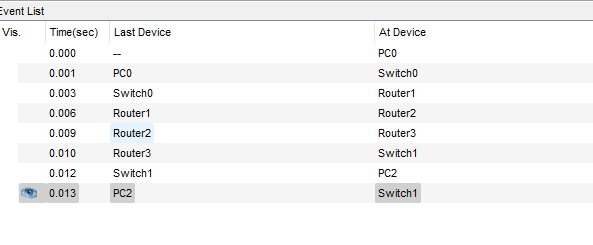 Event List
Vis. Time(sec) Last Device At Device
0.000 -- PC0
0.001 PC0 Switch0
0.003 Switch0 Router1
0.006 Router1 Router2
0.009 Router2 Router3
0.010 Router3 Switch1
0.012 Switch1 PC2
0.013 PC2 Switch1